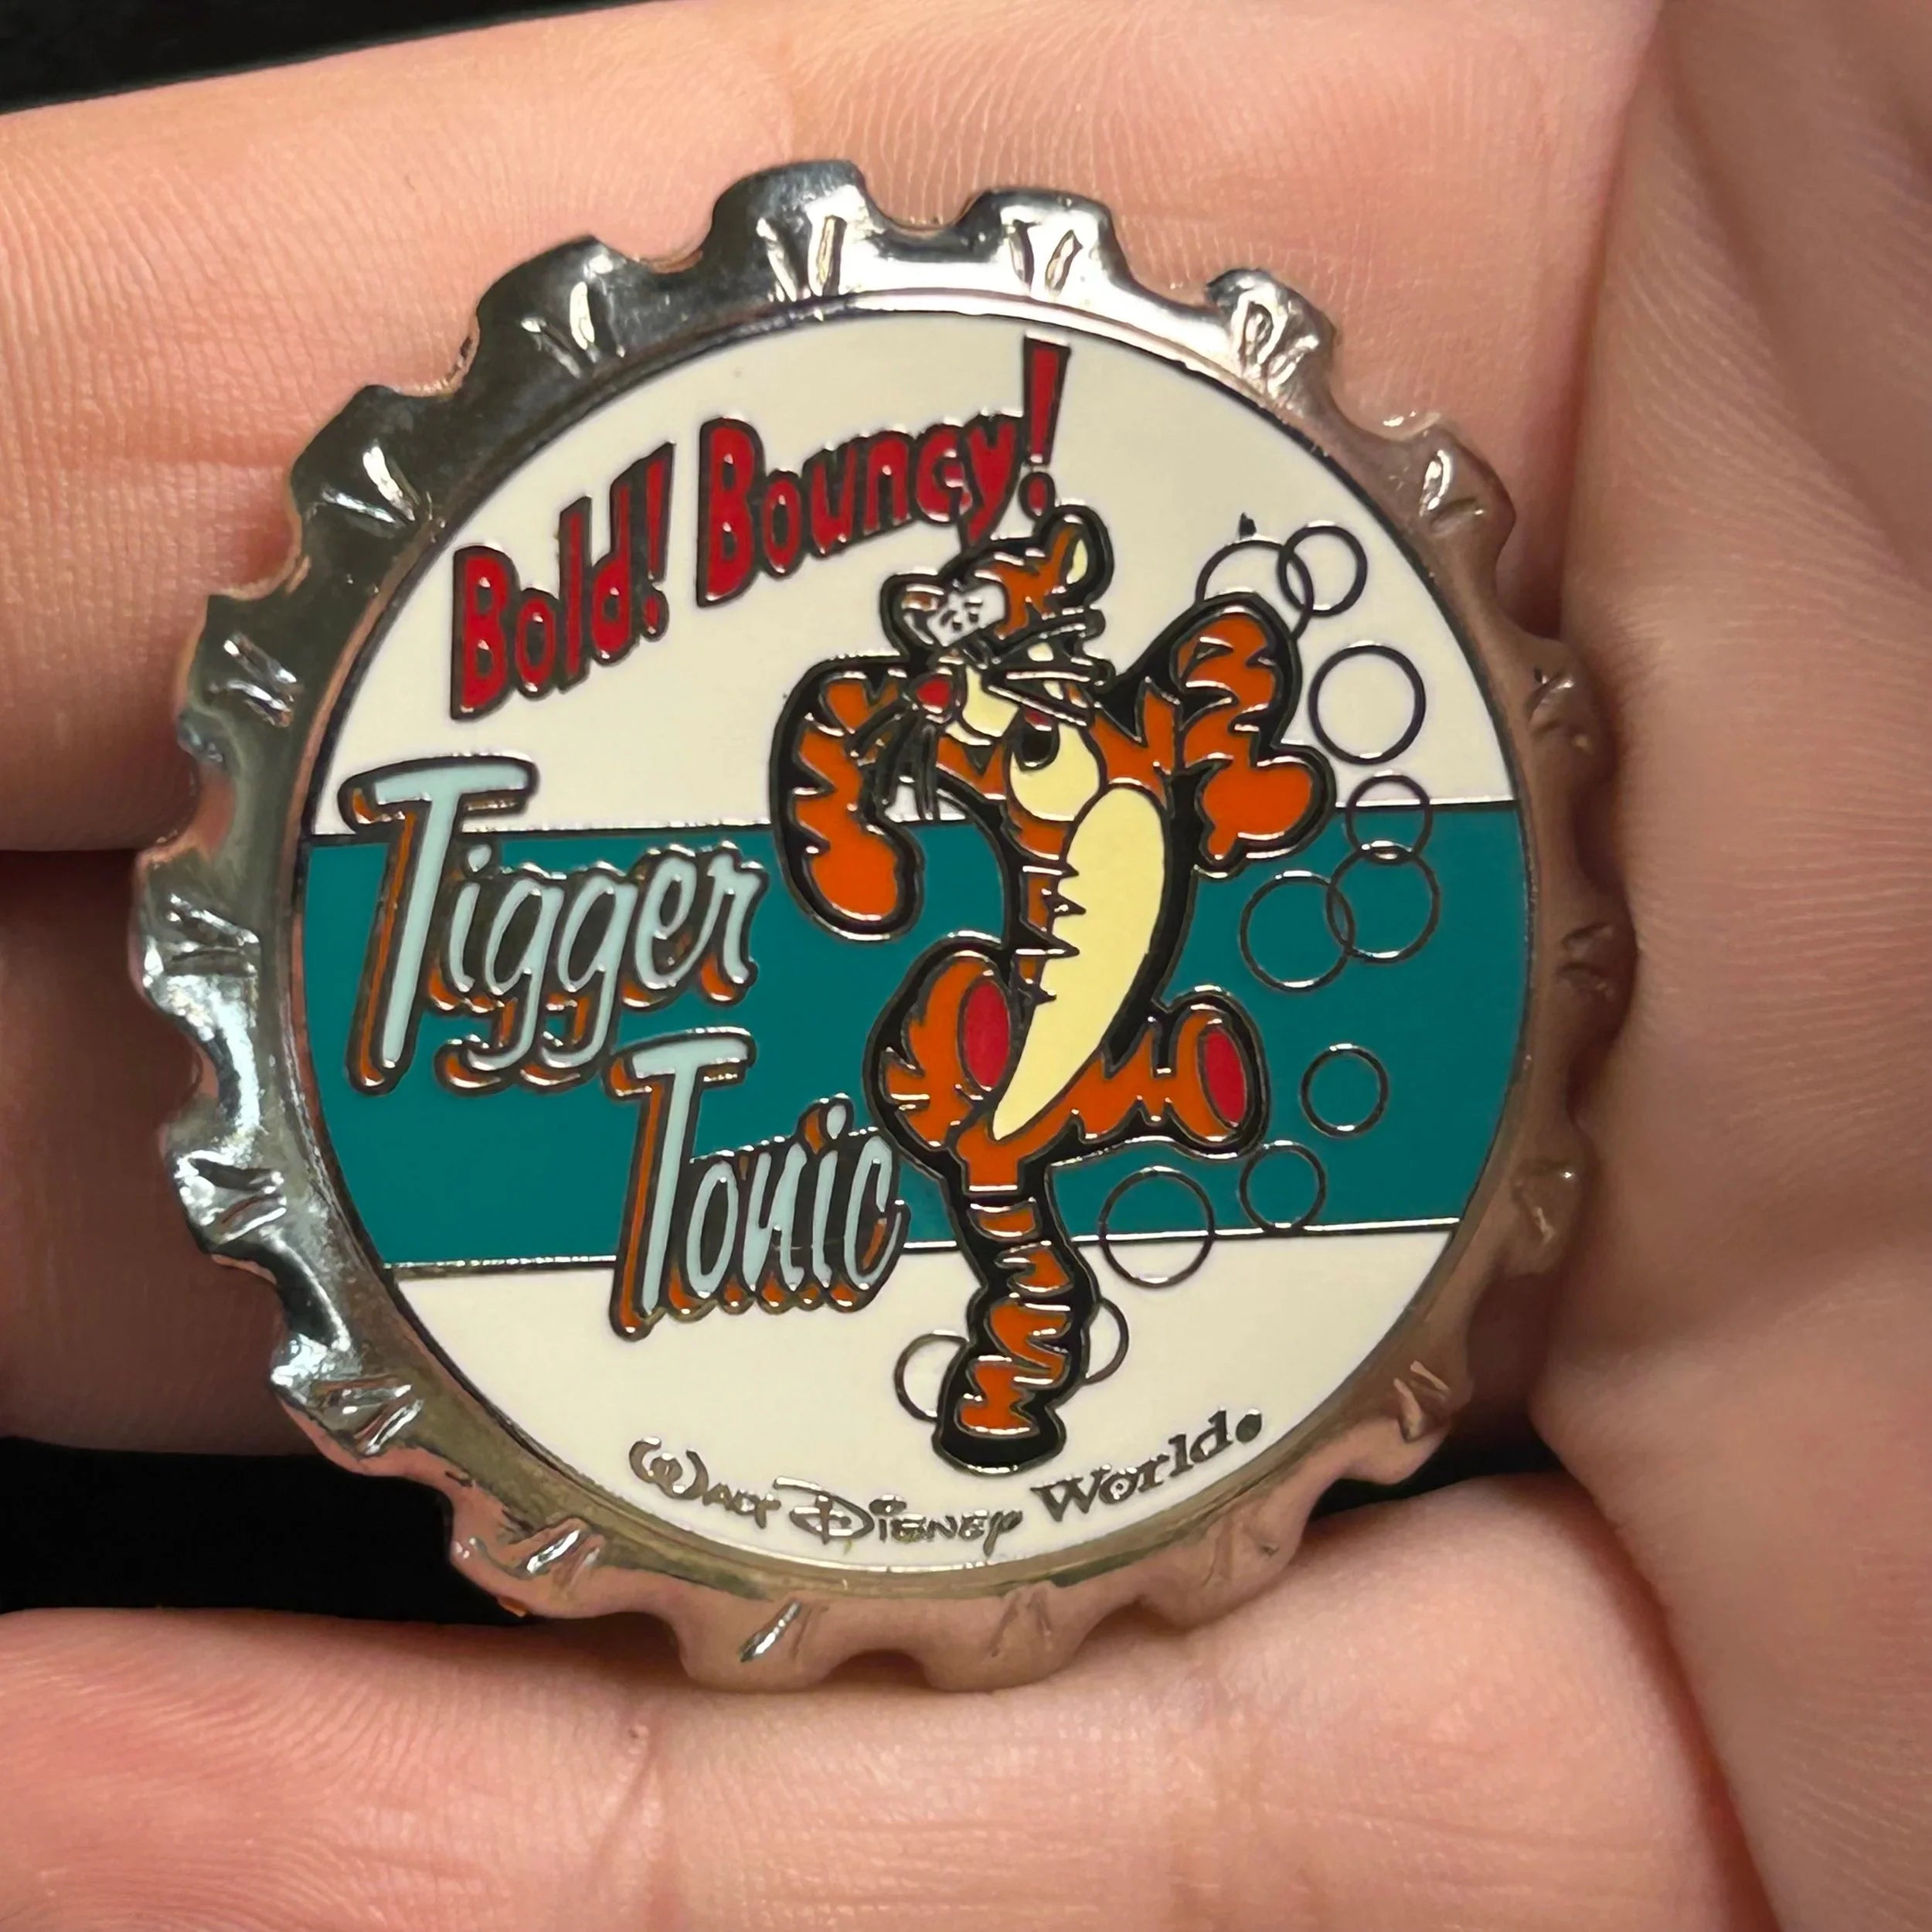 Bold! Bouncy!
Tigger
Tonic
Walt Disney World.